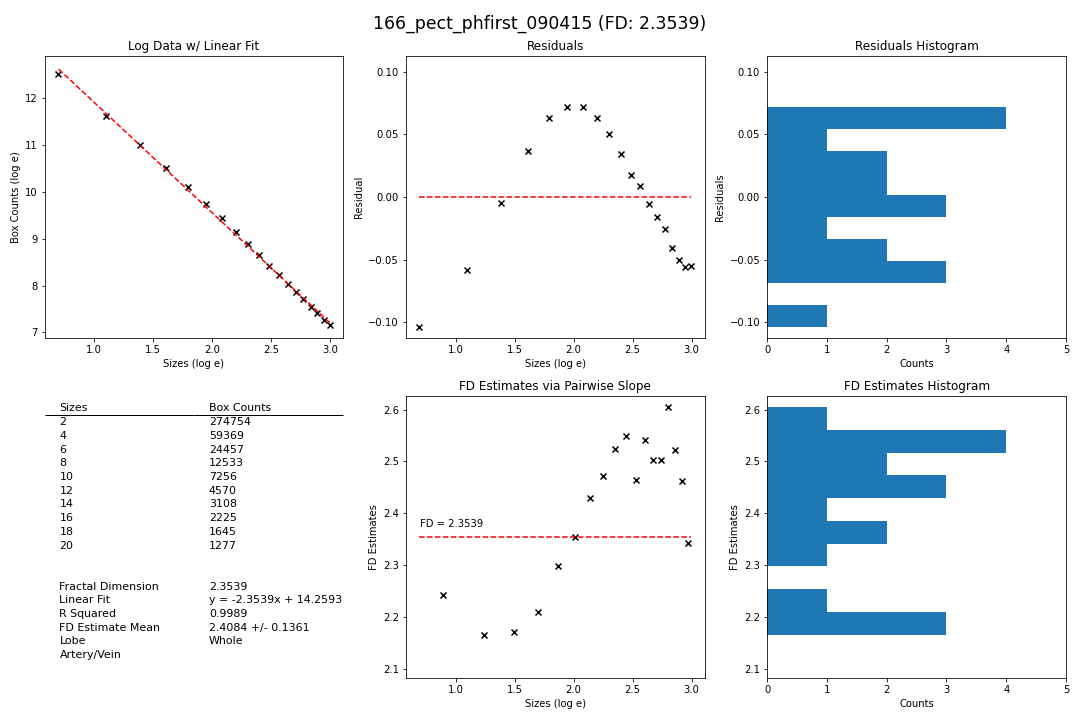 166_pect_phfirst_090415 (FD: 2.3539)
Log Data w/ Linear Fit
Box Counts (log e)
12
11
10
9
8
7
1.0 1.5 2.0 2.5 3.0
Sizes (log e)
Residuals
Residual
0.10
0.05
0.00
−0.05
−0.10
1.0 1.5 2.0 2.5 3.0
Sizes (log e)
Residuals Histogram
Residuals
0.10
0.05
0.00
−0.05
−0.10
0 1 2 3 4 5
Counts
Sizes Box Counts
2 274754
4 59369
6 24457
8 12533
10 7256
12 4570
14 3108
16 2225
18 1645
20 1277
Fractal Dimension 2.3539
Linear Fit y = -2.3539x + 14.2593
R Squared 0.9989
FD Estimate Mean 2.4084 +/- 0.1361
Lobe Whole
Artery/Vein
FD Estimates via Pairwise Slope
FD Estimates
2.6
2.5
2.4
2.3
2.2
2.1
FD = 2.3539
1.0 1.5 2.0 2.5 3.0
Sizes (log e)
FD Estimates Histogram
FD Estimates
2.6
2.5
2.4
2.3
2.2
2.1
0 1 2 3 4 5
Counts